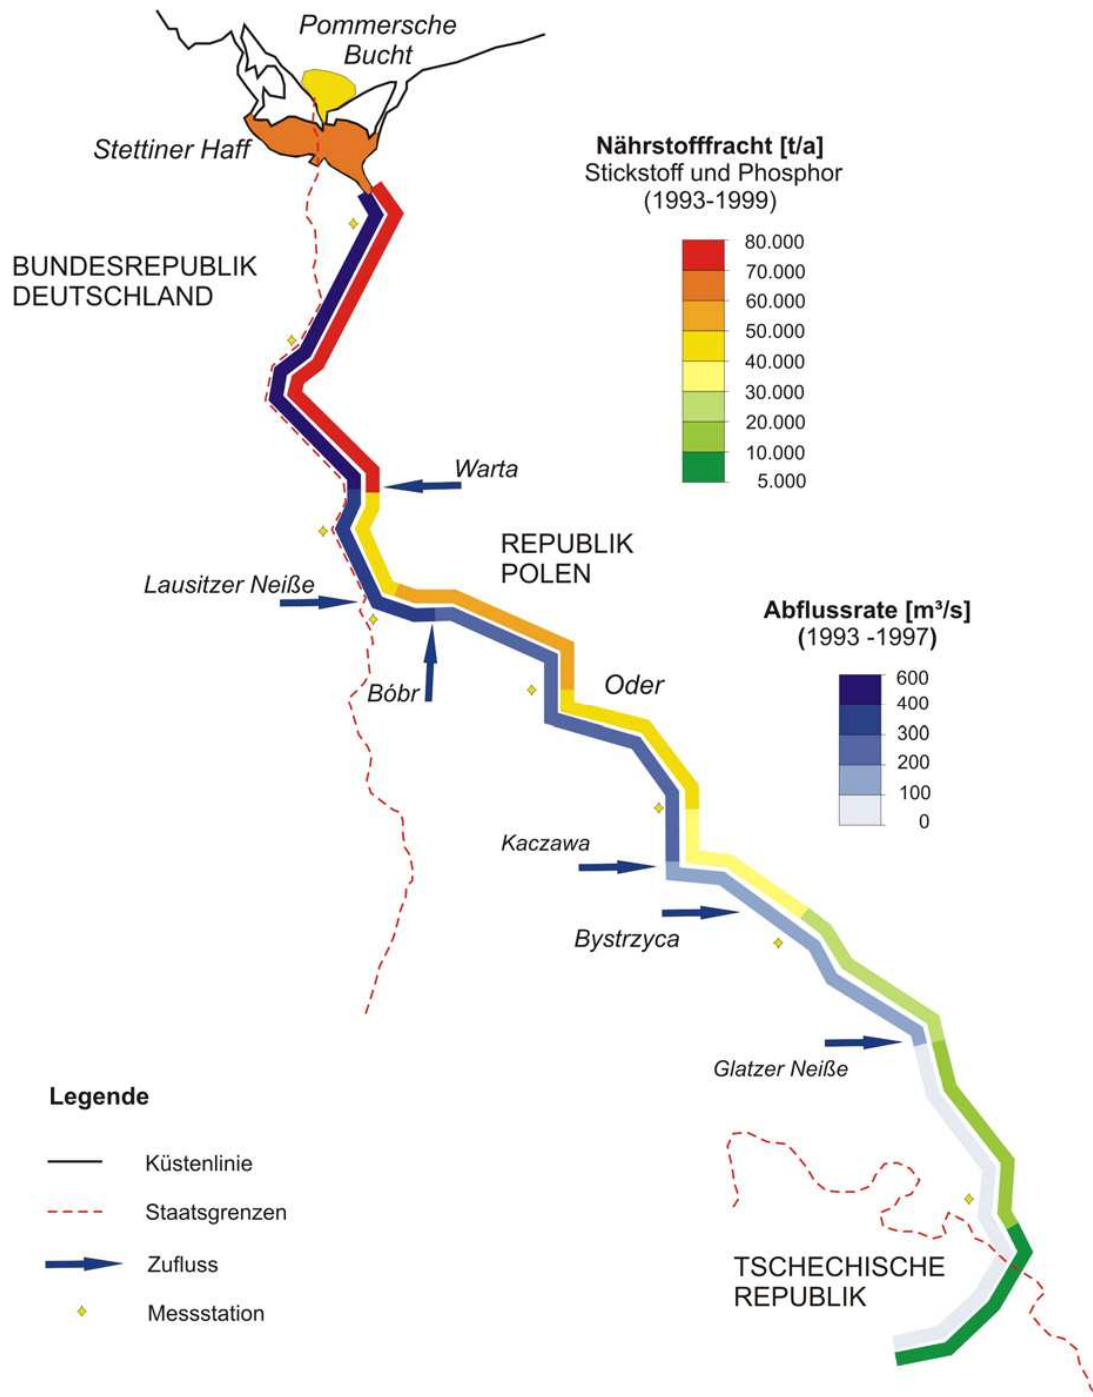 Pommersche
Bucht
Stettiner Haff
Nährstofffracht [t/a]
Stickstoff und Phosphor
(1993-1999)
80.000
70.000
60.000
50.000
40.000
30.000
20.000
10.000
5.000
BUNDESREPUBLIK
DEUTSCHLAND
Warta
REPUBLIK
POLEN
Lausitzer Neiße
Abflussrate [m³/s]
(1993 -1997)
600
400
300
200
100
0
Bóbr
Oder
Kaczawa
Bystrzyca
Glatzer Neiße
Legende
Küstenlinie
Staatsgrenzen
Zufluss
Messstation
TSCHECHISCHE
REPUBLIK